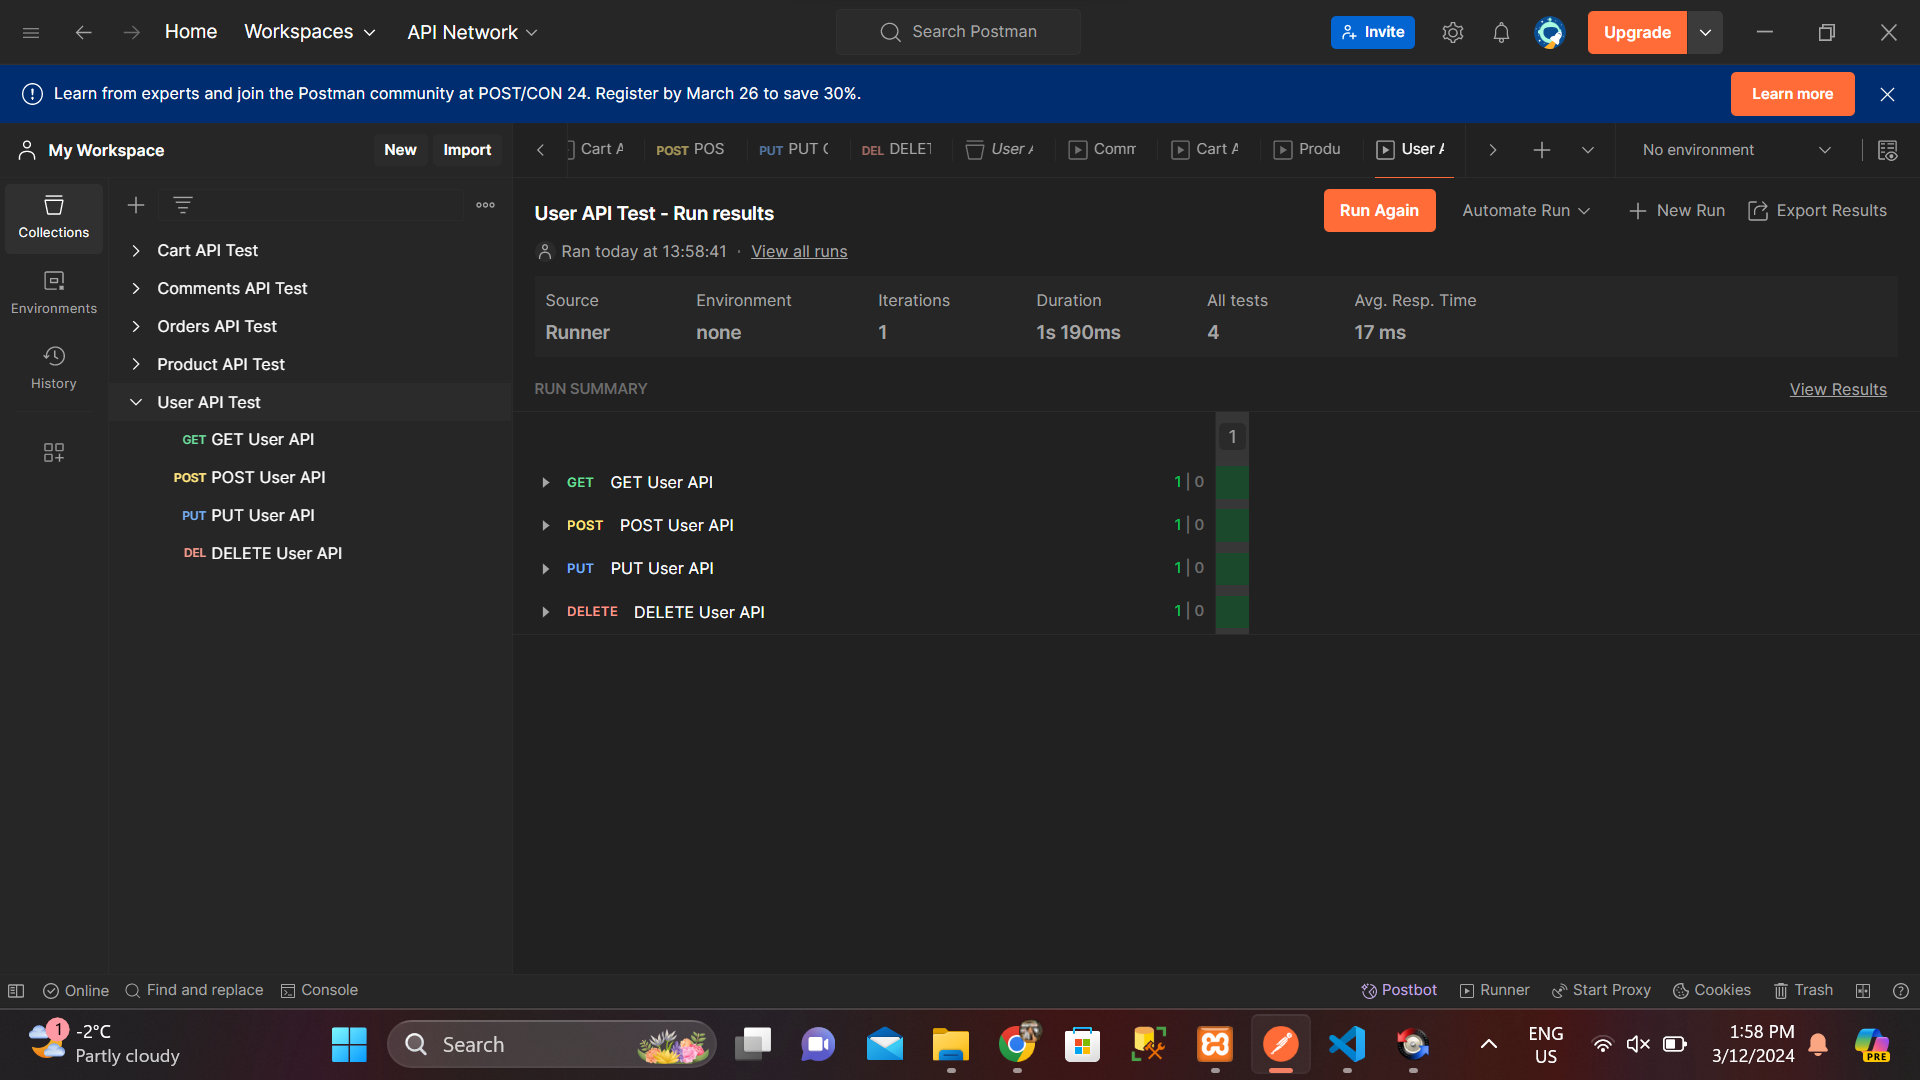 Home Workspaces API Network Search Postman Invite Upgrade
Learn from experts and join the Postman community at POST/CON 24. Register by March 26 to save 30%. Learn more
My Workspace New Import Cart A POST POS PUT PUT C DEL DELET User A Comm Cart A Produ User A No environment
Collections
Environments
History
Cart API Test
Comments API Test
Orders API Test
Product API Test
User API Test
GET GET User API
POST POST User API
PUT PUT User API
DEL DELETE User API
User API Test - Run results Run Again Automate Run New Run Export Results
Ran today at 13:58:41 · View all runs
Source Environment Iterations Duration All tests Avg. Resp. Time
Runner none 1 1s 190ms 4 17 ms
RUN SUMMARY View Results
1
GET GET User API 1 | 0
POST POST User API 1 | 0
PUT PUT User API 1 | 0
DELETE DELETE User API 1 | 0
Online Find and replace Console Postbot Runner Start Proxy Cookies Trash
1 -2°C
Partly cloudy
Search
ENG
US
1:58 PM
3/12/2024
PRE